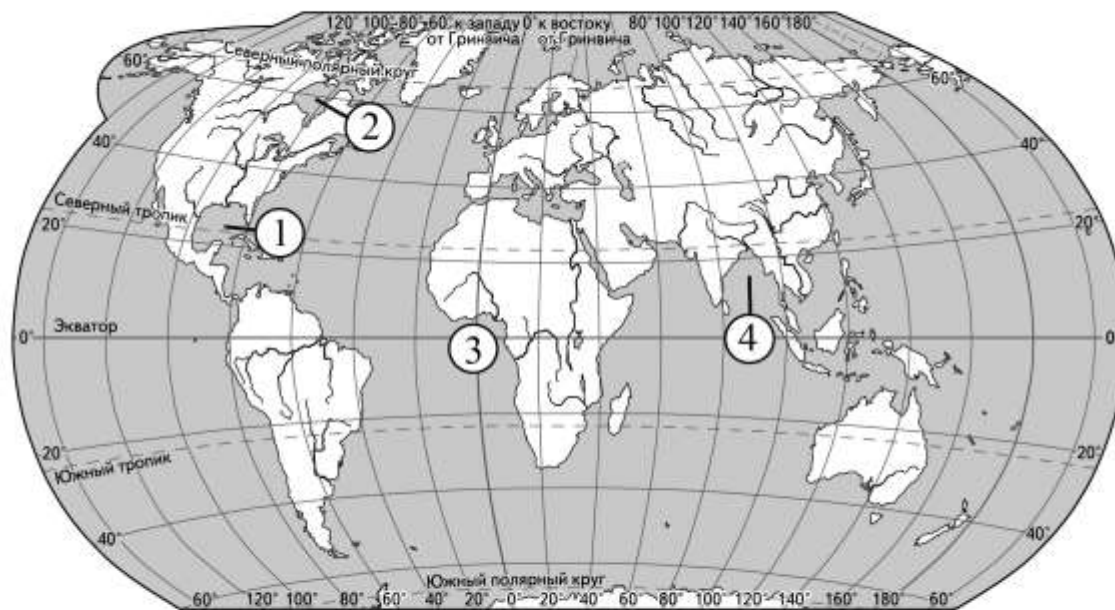 120° 100° 80° 60° к западу 0° к востоку 80° 100° 120° 140° 160° 180°
от Гринвича от Гринвича
Северный полярный круг
60° 60°
2
40° 40°
Северный тропик
20° 1 20°
Экватор
0° 3 4 0°
20° 20°
Южный тропик
40° 40°
Южный полярный круг
60° 120° 100° 80° 60° 40° 20° 0° 20° 40° 60° 80° 100° 120° 140° 160° 60°